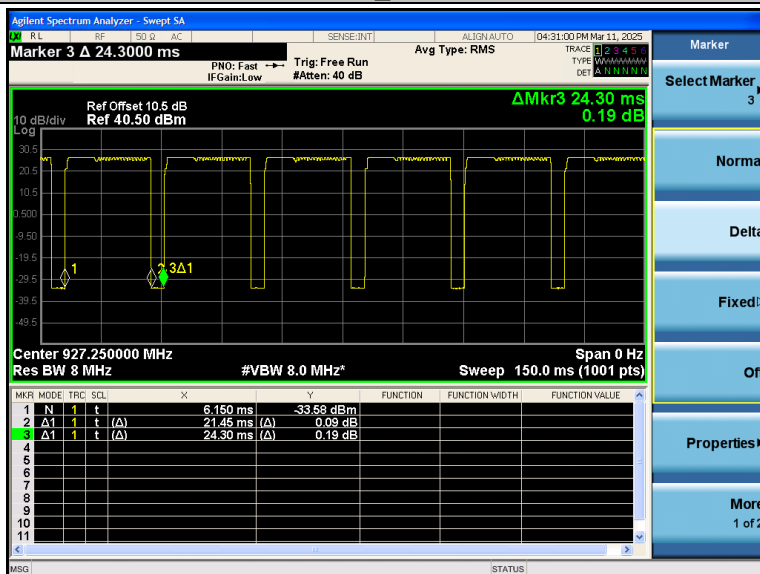 Agilent Spectrum Analyzer - Swept SA
LXI RL RF 50 Ω AC SENSE:INT ALIGN AUTO 04:31:00 PM Mar 11, 2025
Marker 3 Δ 24.3000 ms
PNO: Fast
IFGain:Low
Trig: Free Run
#Atten: 40 dB
Avg Type: RMS
TRACE 1 2 3 4 5 6
TYPE W
DET A N N N N N
Ref Offset 10.5 dB
10 dB/div Ref 40.50 dBm
ΔMkr3 24.30 ms
0.19 dB
Log
30.5
20.5
10.5
0.500
-9.50
-19.5
-29.5
-39.5
-49.5
1
2
3Δ1
Center 927.250000 MHz Span 0 Hz
Res BW 8 MHz #VBW 8.0 MHz* Sweep 150.0 ms (1001 pts)
MKR MODE TRC SCL X Y FUNCTION FUNCTION WIDTH FUNCTION VALUE
1 N 1 t 6.150 ms -33.58 dBm
2 Δ1 1 t (Δ) 21.45 ms (Δ) 0.09 dB
3 Δ1 1 t (Δ) 24.30 ms (Δ) 0.19 dB
4
5
6
7
8
9
10
11
MSG STATUS
Marker
Select Marker
3
Norma
Delta
Fixed
Of
Properties
More
1 of 2